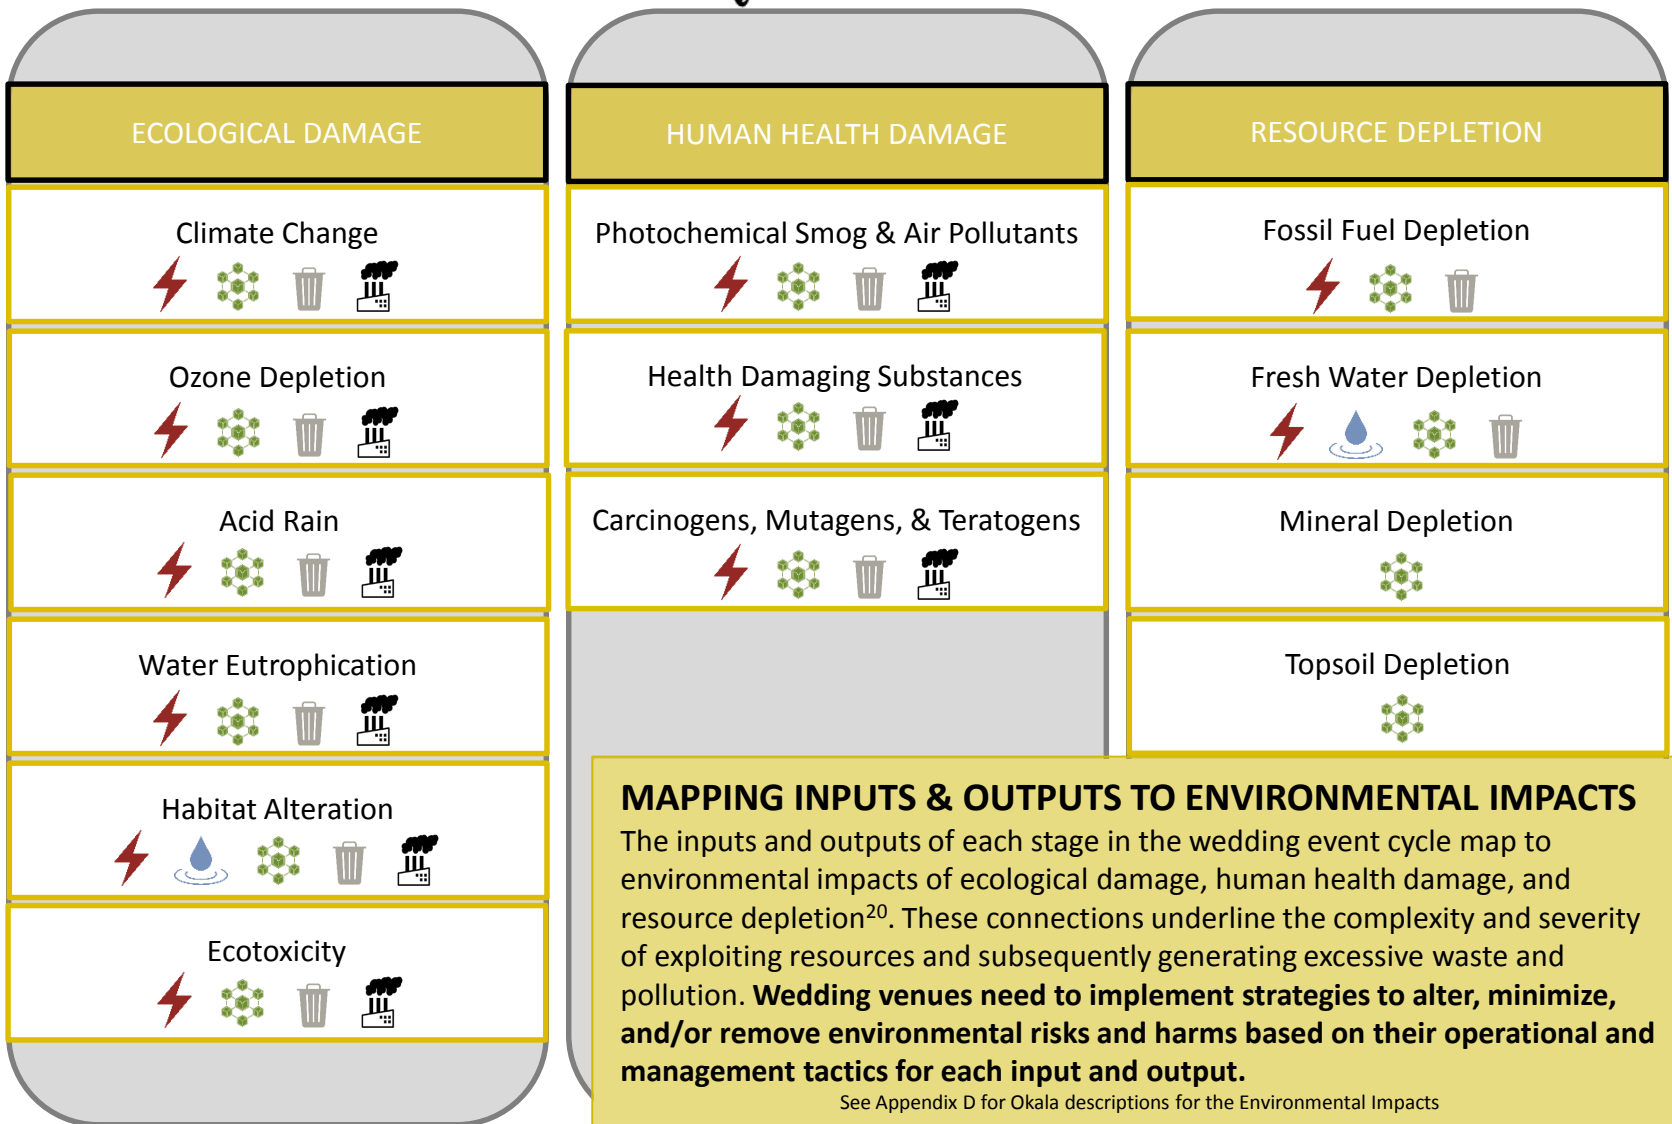 ECOLOGICAL DAMAGE
Climate Change
Ozone Depletion
Acid Rain
Water Eutrophication
Habitat Alteration
Ecotoxicity
HUMAN HEALTH DAMAGE
Photochemical Smog & Air Pollutants
Health Damaging Substances
Carcinogens, Mutagens, & Teratogens
RESOURCE DEPLETION
Fossil Fuel Depletion
Fresh Water Depletion
Mineral Depletion
Topsoil Depletion
MAPPING INPUTS & OUTPUTS TO ENVIRONMENTAL IMPACTS
The inputs and outputs of each stage in the wedding event cycle map to
environmental impacts of ecological damage, human health damage, and
resource depletion²⁰. These connections underline the complexity and severity
of exploiting resources and subsequently generating excessive waste and
pollution. Wedding venues need to implement strategies to alter, minimize,
and/or remove environmental risks and harms based on their operational and
management tactics for each input and output.
See Appendix D for Okala descriptions for the Environmental Impacts